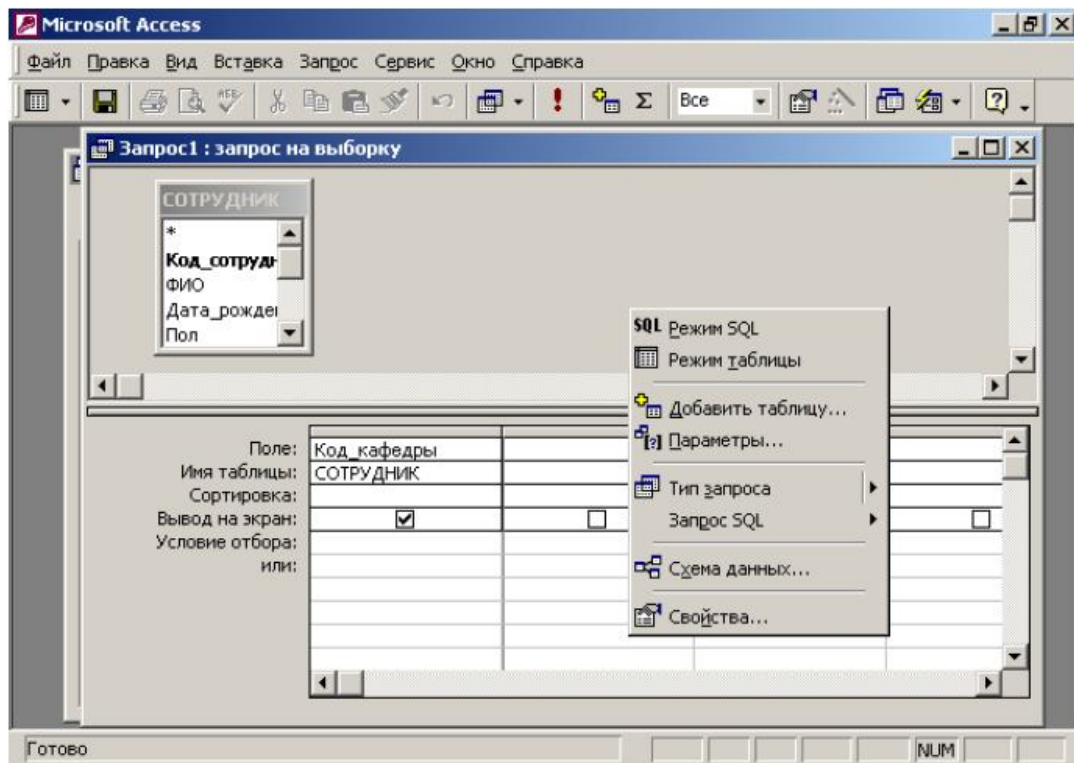 Microsoft Access
Файл Правка Вид Вставка Запрос Сервис Окно Справка
Все
Запрос1 : запрос на выборку
СОТРУДНИК
*
Код_сотрудн
ФИО
Дата_рожден
Пол
SQL Режим SQL
Режим таблицы
Добавить таблицу...
Параметры...
Тип запроса
Запрос SQL
Схема данных...
Свойства...
Поле: Код_кафедры
Имя таблицы: СОТРУДНИК
Сортировка:
Вывод на экран:
Условие отбора:
или:
Готово NUM